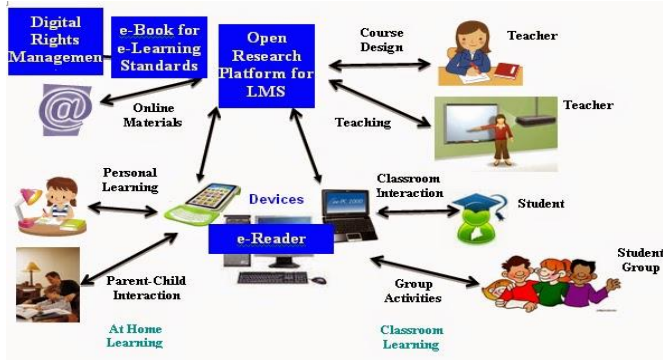 Digital
Rights
Managemen
e-Book for
e-Learning
Standards
Open
Research
Platform for
LMS
Course
Design
Teacher
Online
Materials
Teaching
Teacher
Personal
Learning
Devices
Classroom
Interaction
Student
e-Reader
Parent-Child
Interaction
Group
Activities
Student
Group
At Home
Learning
Classroom
Learning